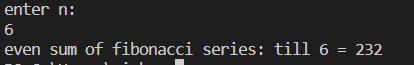 enter n:
6
even sum of fibonacci series: till 6 = 232